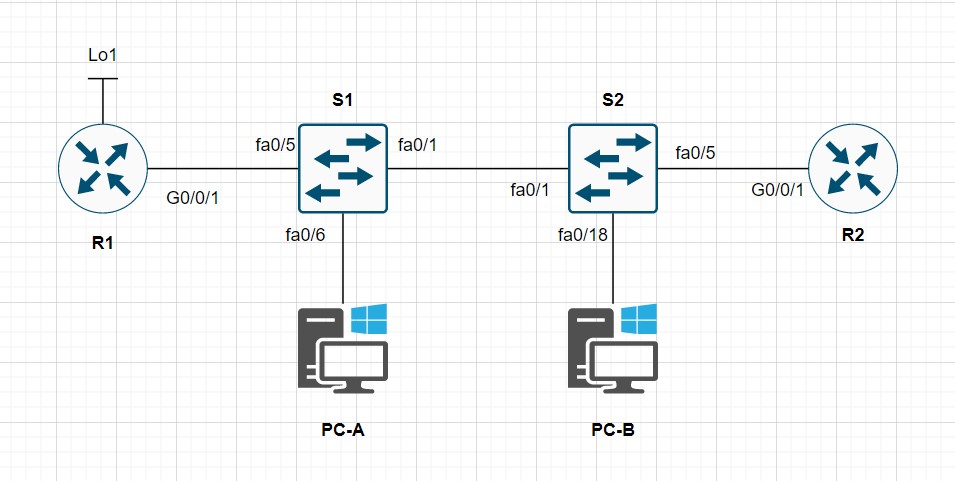 Lo1
S1
S2
fa0/5
fa0/1
fa0/5
G0/0/1
fa0/1
G0/0/1
R1
fa0/6
fa0/18
R2
PC-A
PC-B